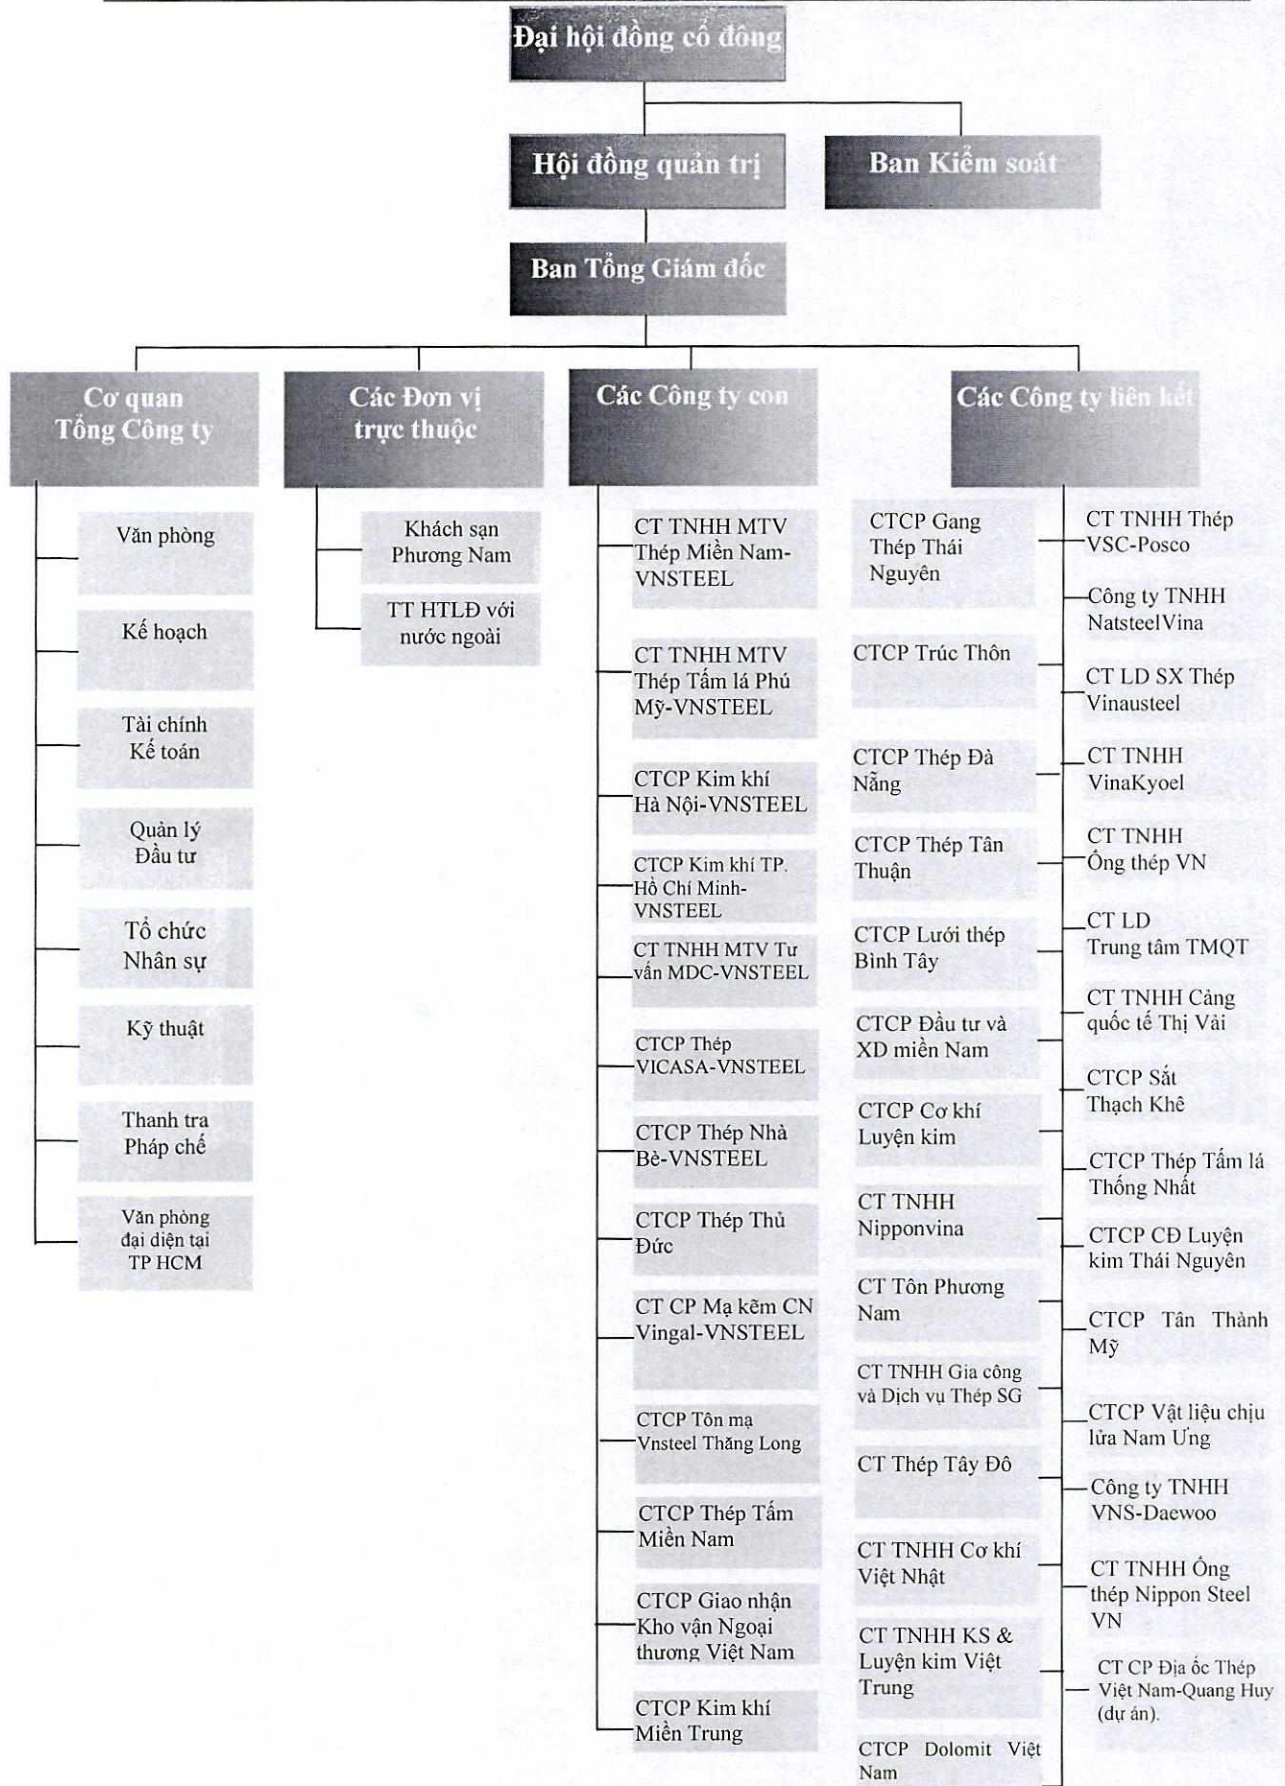 Đại hội đồng cổ đông
Hội đồng quản trị
Ban Kiểm soát
Ban Tổng Giám đốc
Cơ quan
Tổng Công ty
Các Đơn vị
trực thuộc
Các Công ty con
Các Công ty liên kết
Văn phòng
Kế hoạch
Tài chính
Kế toán
Quản lý
Đầu tư
Tổ chức
Nhân sự
Kỹ thuật
Thanh tra
Pháp chế
Văn phòng
đại diện tại
TP HCM
Khách sạn
Phương Nam
TT HTLĐ với
nước ngoài
CT TNHH MTV
Thép Miền Nam-
VNSTEEL
CT TNHH MTV
Thép Tấm lá Phú
Mỹ-VNSTEEL
CTCP Kim khí
Hà Nội-VNSTEEL
CTCP Kim khí TP.
Hồ Chí Minh-
VNSTEEL
CT TNHH MTV Tư
vấn MDC-VNSTEEL
CTCP Thép
VICASA-VNSTEEL
CTCP Thép Nhà
Bè-VNSTEEL
CTCP Thép Thủ
Đức
CT CP Mạ kẽm CN
Vingal-VNSTEEL
CTCP Tôn mạ
Vnsteel Thăng Long
CTCP Thép Tấm
Miền Nam
CTCP Giao nhận
Kho vận Ngoại
thương Việt Nam
CTCP Kim khí
Miền Trung
CTCP Gang
Thép Thái
Nguyên
CTCP Trúc Thôn
CTCP Thép Đà
Nẵng
CTCP Thép Tân
Thuận
CTCP Lưới thép
Bình Tây
CTCP Đầu tư và
XD miền Nam
CTCP Cơ khí
Luyện kim
CT TNHH
Nipponvina
CT Tôn Phương
Nam
CT TNHH Gia công
và Dịch vụ Thép SG
CT Thép Tây Đô
CT TNHH Cơ khí
Việt Nhật
CT TNHH KS &
Luyện kim Việt
Trung
CTCP Dolomit Việt
Nam
CT TNHH Thép
VSC-Posco
Công ty TNHH
NatsteelVina
CT LD SX Thép
Vinausteel
CT TNHH
VinaKyoel
CT TNHH
Ống thép VN
CT LD
Trung tâm TMQT
CT TNHH Cảng
quốc tế Thị Vải
CTCP Sắt
Thạch Khê
CTCP Thép Tấm lá
Thống Nhất
CTCP CĐ Luyện
kim Thái Nguyên
CTCP Tân Thành
Mỹ
CTCP Vật liệu chịu
lửa Nam Ưng
Công ty TNHH
VNS-Daewoo
CT TNHH Ống
thép Nippon Steel
VN
CT CP Địa ốc Thép
Việt Nam-Quang Huy
(dự án).